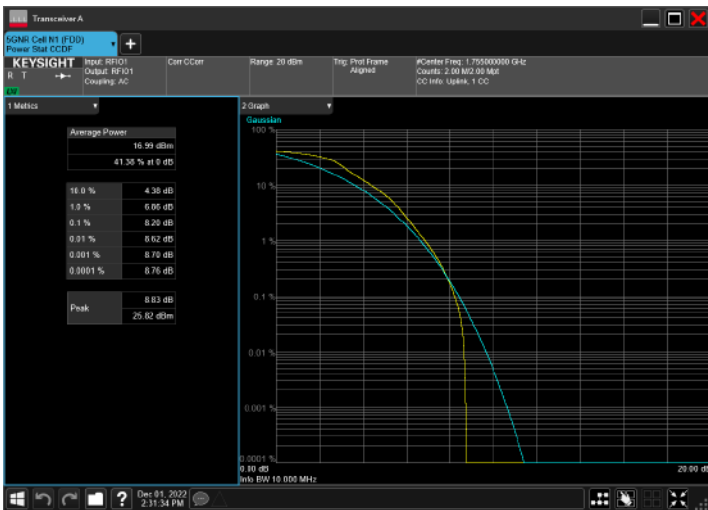 Transceiver A
5GNR Cell N1 (FDD)
Power Stat CCDF
KEYSIGHT
R T
Input: RFIO1
Output: RFIO1
Coupling: AC
Corr CCorr
Range: 20 dBm
Trig: Prot Frame
Aligned
#Center Freq: 1.755000000 GHz
Counts: 2.00 M/2.00 Mpt
CC Info: Uplink, 1 CC
1 Metrics
Average Power
16.99 dBm
41.38 % at 0 dB
10.0 % 4.38 dB
1.0 % 6.66 dB
0.1 % 8.20 dB
0.01 % 8.62 dB
0.001 % 8.70 dB
0.0001 % 8.76 dB
Peak
8.83 dB
25.82 dBm
2 Graph
Gaussian
100 %
10 %
1 %
0.1 %
0.01 %
0.001 %
0.0001 %
0.00 dB
20.00 dB
Info BW 10.000 MHz
Dec 01, 2022
2:31:34 PM